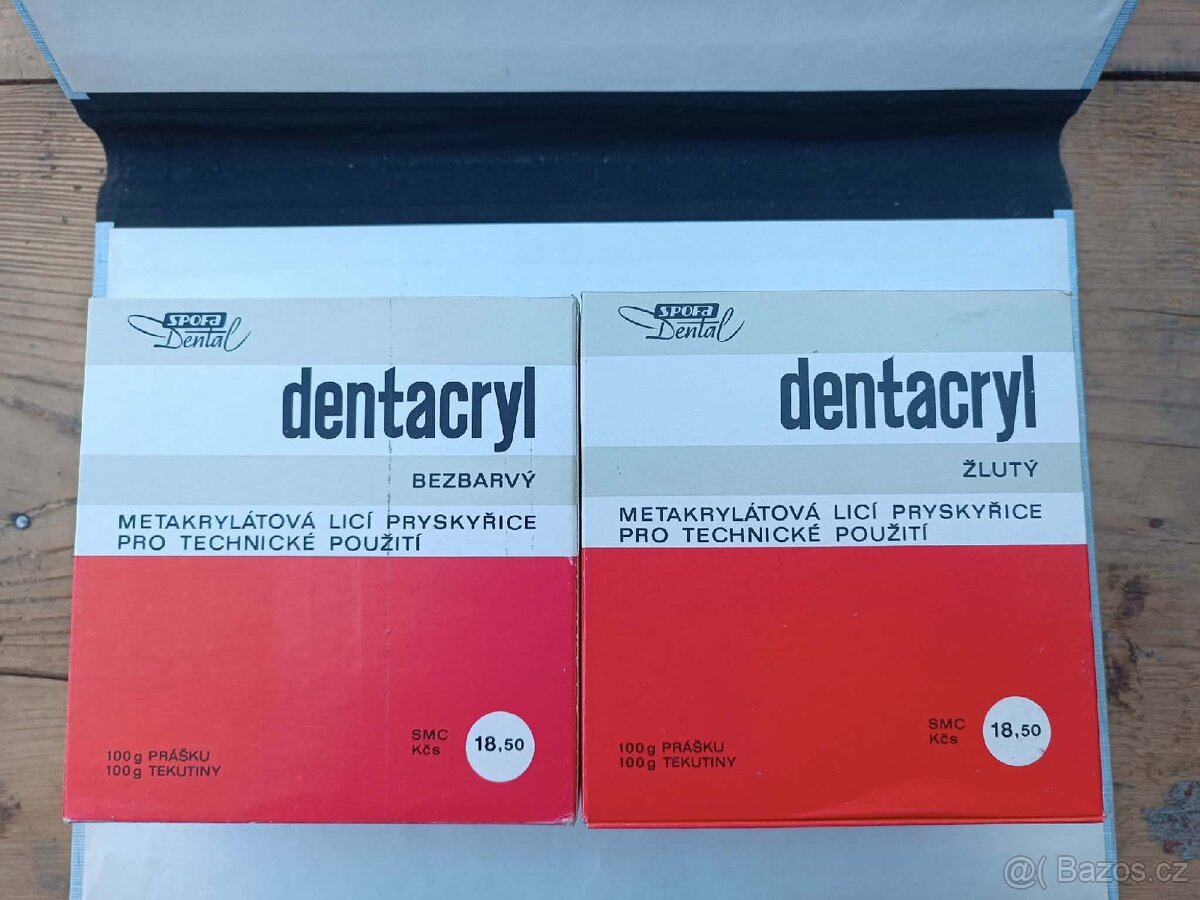 SPOFA
Dental
dentacryl
BEZBARVÝ
METAKRYLÁTOVÁ LICÍ PRYSKYŘICE
PRO TECHNICKÉ POUŽITÍ
100g PRÁŠKU
100g TEKUTINY
SMC
Kčs
18,50
SPOFA
Dental
dentacryl
ŽLUTÝ
METAKRYLÁTOVÁ LICÍ PRYSKYŘICE
PRO TECHNICKÉ POUŽITÍ
100g PRÁŠKU
100g TEKUTINY
SMC
Kčs
18,50
@( Bazos.cz